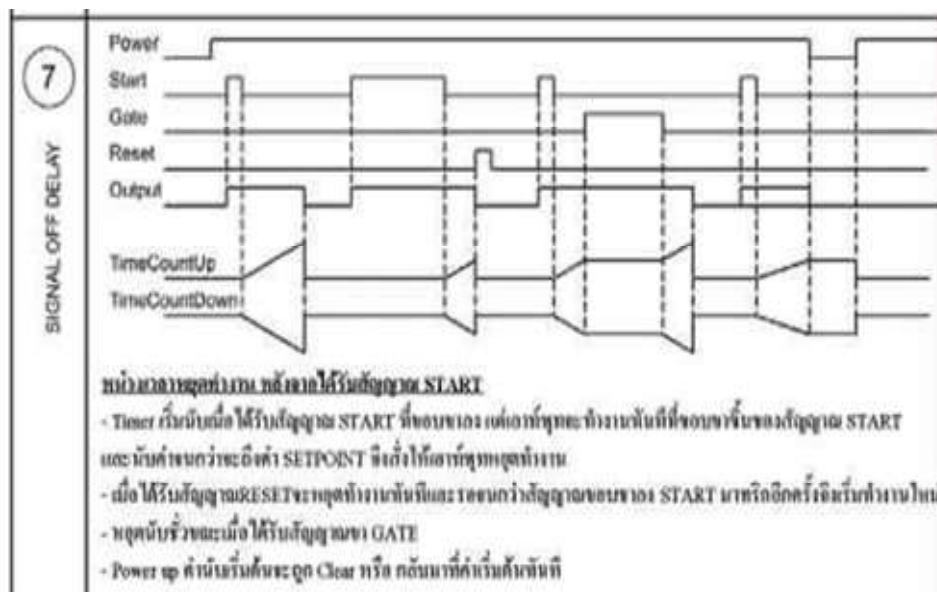 7
SIGNAL OFF DELAY
Power
Start
Gate
Reset
Output
TimeCountUp
TimeCountDown
หน่วงเวลาหยุดทำงาน หลังจากได้รับสัญญาณ START
- Timer เริ่มนับเมื่อได้รับสัญญาณ START ที่ขอบขาลง แต่เอาท์พุทจะทำงานทันทีที่ขอบขาขึ้นของสัญญาณ START
และนับค่าจนกว่าจะถึงค่า SETPOINT จึงสั่งให้เอาท์พุทหยุดทำงาน
- เมื่อได้รับสัญญาณRESETจะหยุดทำงานทันทีและรอจนกว่าสัญญาณขอบขาลง START มาทริกอีกครั้งจึงเริ่มทำงานใหม่
- หยุดนับชั่วขณะเมื่อได้รับสัญญาณขา GATE
- Power up ค่านับเริ่มต้นจะถูก Clear หรือ กลับมาที่ค่าเริ่มต้นทันที